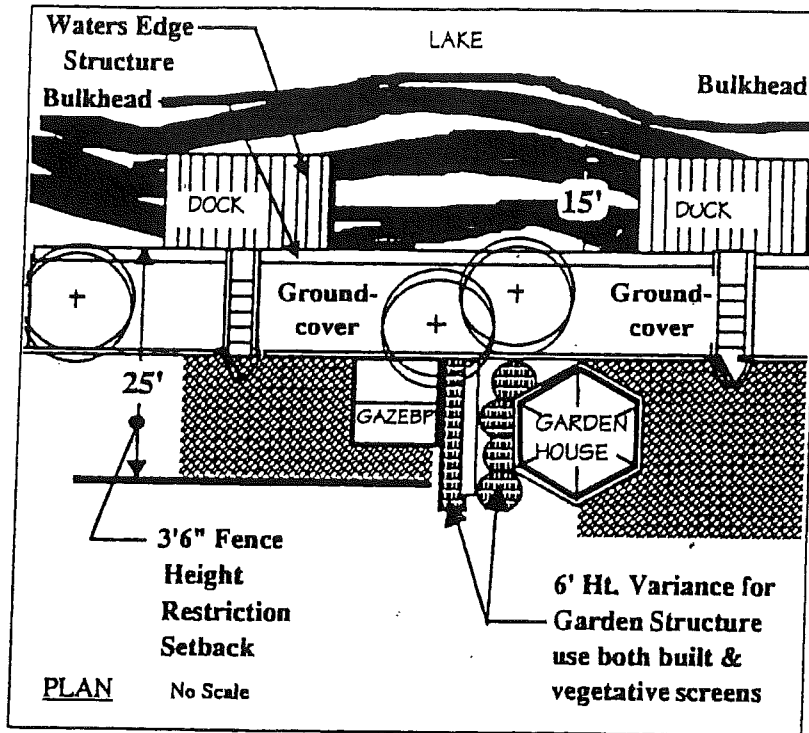 Waters Edge
Structure
Bulkhead
LAKE
Bulkhead
DOCK
15'
DUCK
Ground-
cover
Ground-
cover
25'
GAZEBP
GARDEN
HOUSE
3'6" Fence
Height
Restriction
Setback
6' Ht. Variance for
Garden Structure
use both built &
vegetative screens
PLAN No Scale